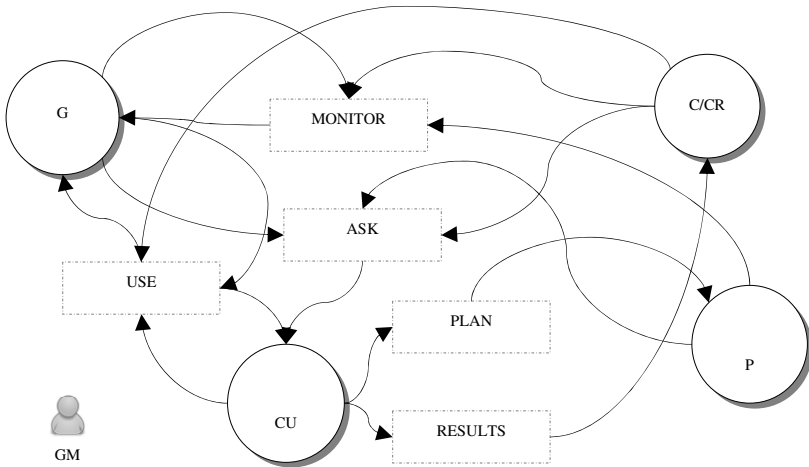 G
MONITOR
C/CR
ASK
USE
PLAN
P
CU
RESULTS
GM